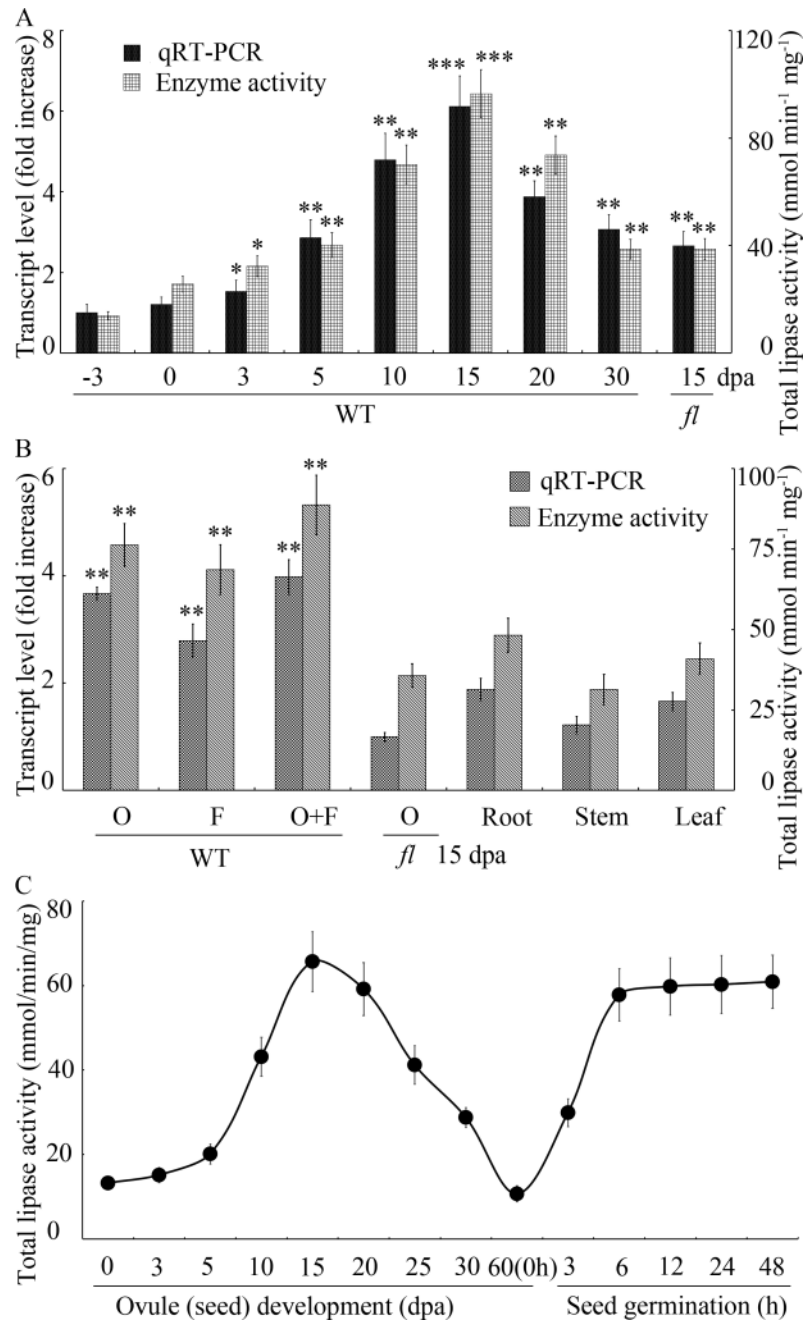 A
Transcript level (fold increase)
8
6
4
2
0
qRT-PCR
Enzyme activity
* * ** ** ** ** *** *** ** ** ** ** ** **
Total lipase activity (mmol min⁻¹ mg⁻¹)
120
80
40
0
-3 0 3 5 10 15 20 30 15 dpa
WT fl
B
Transcript level (fold increase)
6
4
2
0
qRT-PCR
Enzyme activity
** ** ** ** ** **
Total lipase activity (mmol min⁻¹ mg⁻¹)
100
75
50
25
0
O F O+F O Root Stem Leaf
WT fl 15 dpa
C
Total lipase activity (mmol/min/mg)
80
60
40
20
0
0 3 5 10 15 20 25 30 60(0h) 3 6 12 24 48
Ovule (seed) development (dpa) Seed germination (h)